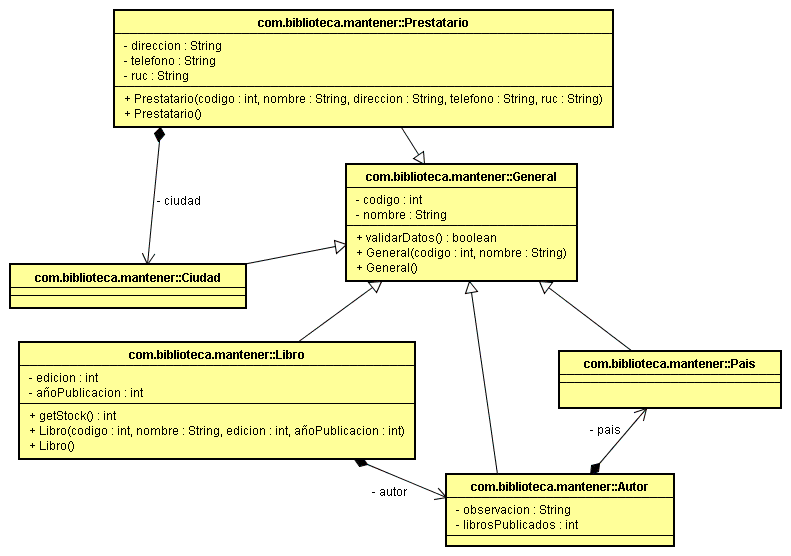 com.biblioteca.mantener::Prestatario
- direccion : String
- telefono : String
- ruc : String
+ Prestatario(codigo : int, nombre : String, direccion : String, telefono : String, ruc : String)
+ Prestatario()
- ciudad
com.biblioteca.mantener::General
- codigo : int
- nombre : String
+ validarDatos() : boolean
+ General(codigo : int, nombre : String)
+ General()
com.biblioteca.mantener::Ciudad
com.biblioteca.mantener::Libro
- edicion : int
- añoPublicacion : int
+ getStock() : int
+ Libro(codigo : int, nombre : String, edicion : int, añoPublicacion : int)
+ Libro()
com.biblioteca.mantener::Pais
- pais
- autor
com.biblioteca.mantener::Autor
- observacion : String
- librosPublicados : int